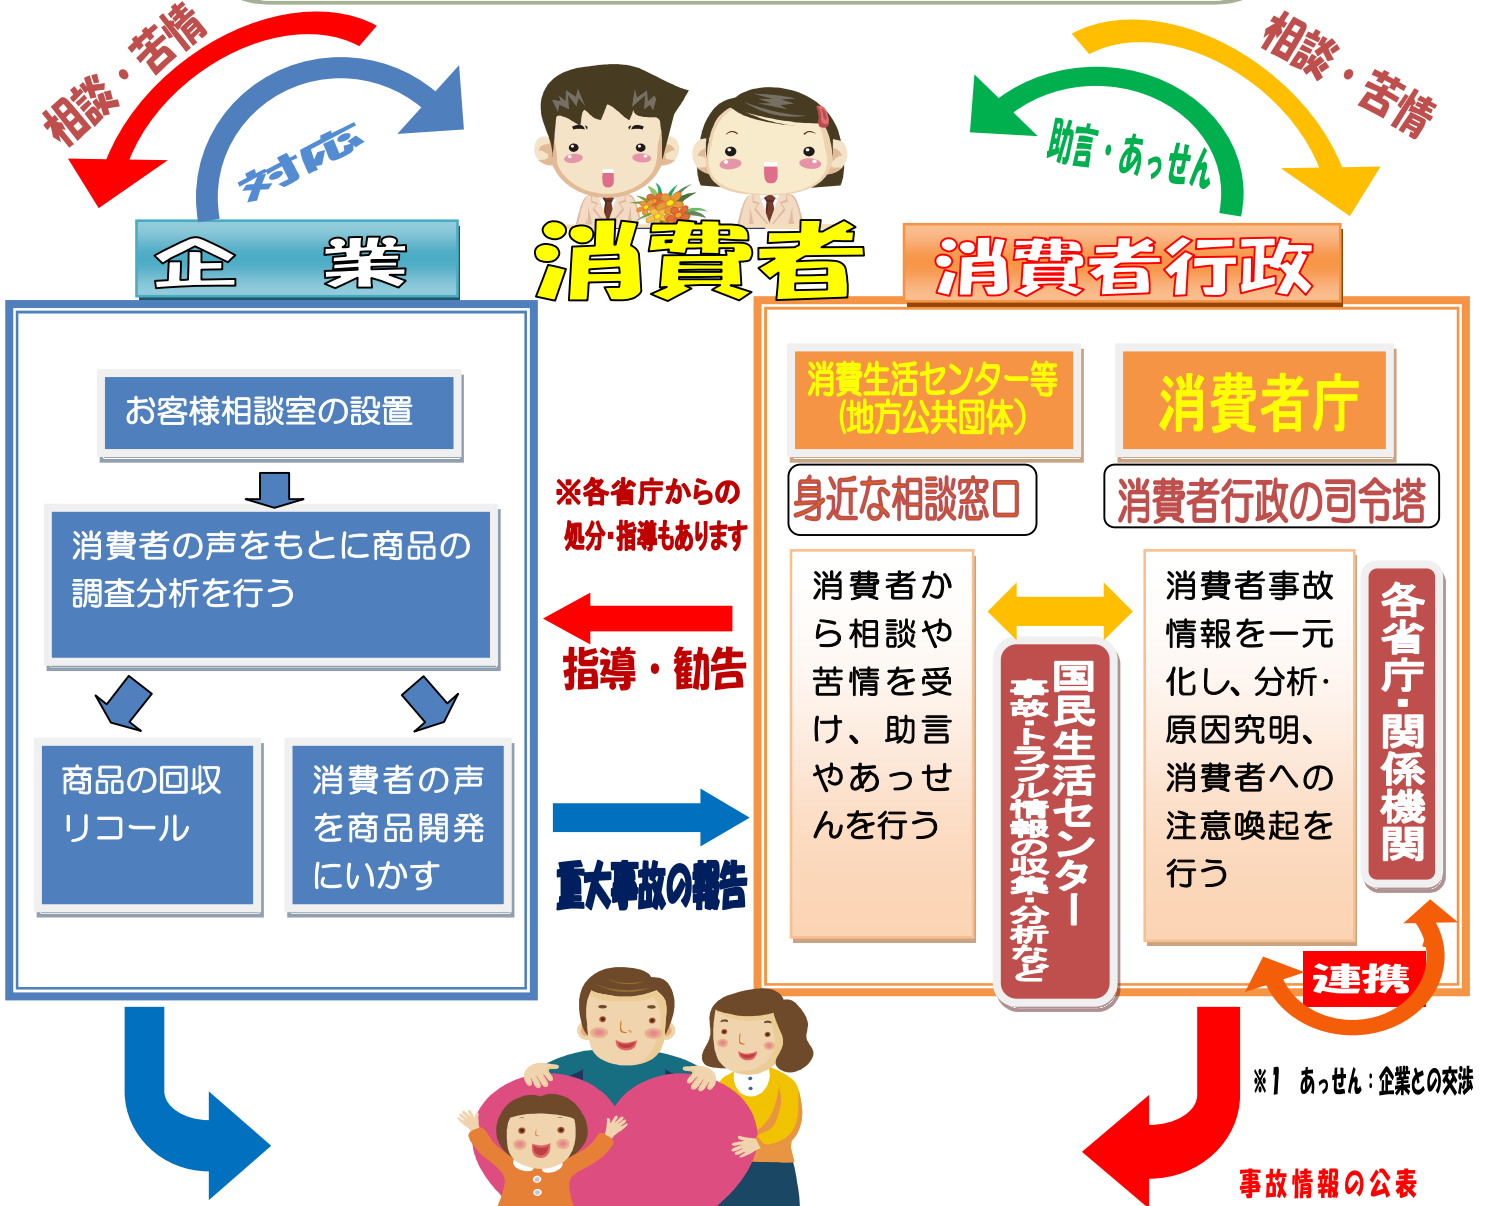 相談・苦情
対応
相談・苦情
助言・あっせん
企 業
消費者
消費者行政
お客様相談室の設置
消費者の声をもとに商品の
調査分析を行う
商品の回収
リコール
消費者の声
を商品開発
にいかす
※各省庁からの
処分・指導もあります
指導・勧告
重大事故の報告
消費生活センター等
(地方公共団体)
身近な相談窓口
消費者か
ら相談や
苦情を受
け、助言
やあっせ
んを行う
国民生活センター
事故・トラブル情報の収集・分析など
消費者庁
消費者行政の司令塔
消費者事故
情報を一元
化し、分析・
原因究明、
消費者への
注意喚起を
行う
各省庁・関係機関
連携
※1 あっせん：企業との交渉
事故情報の公表